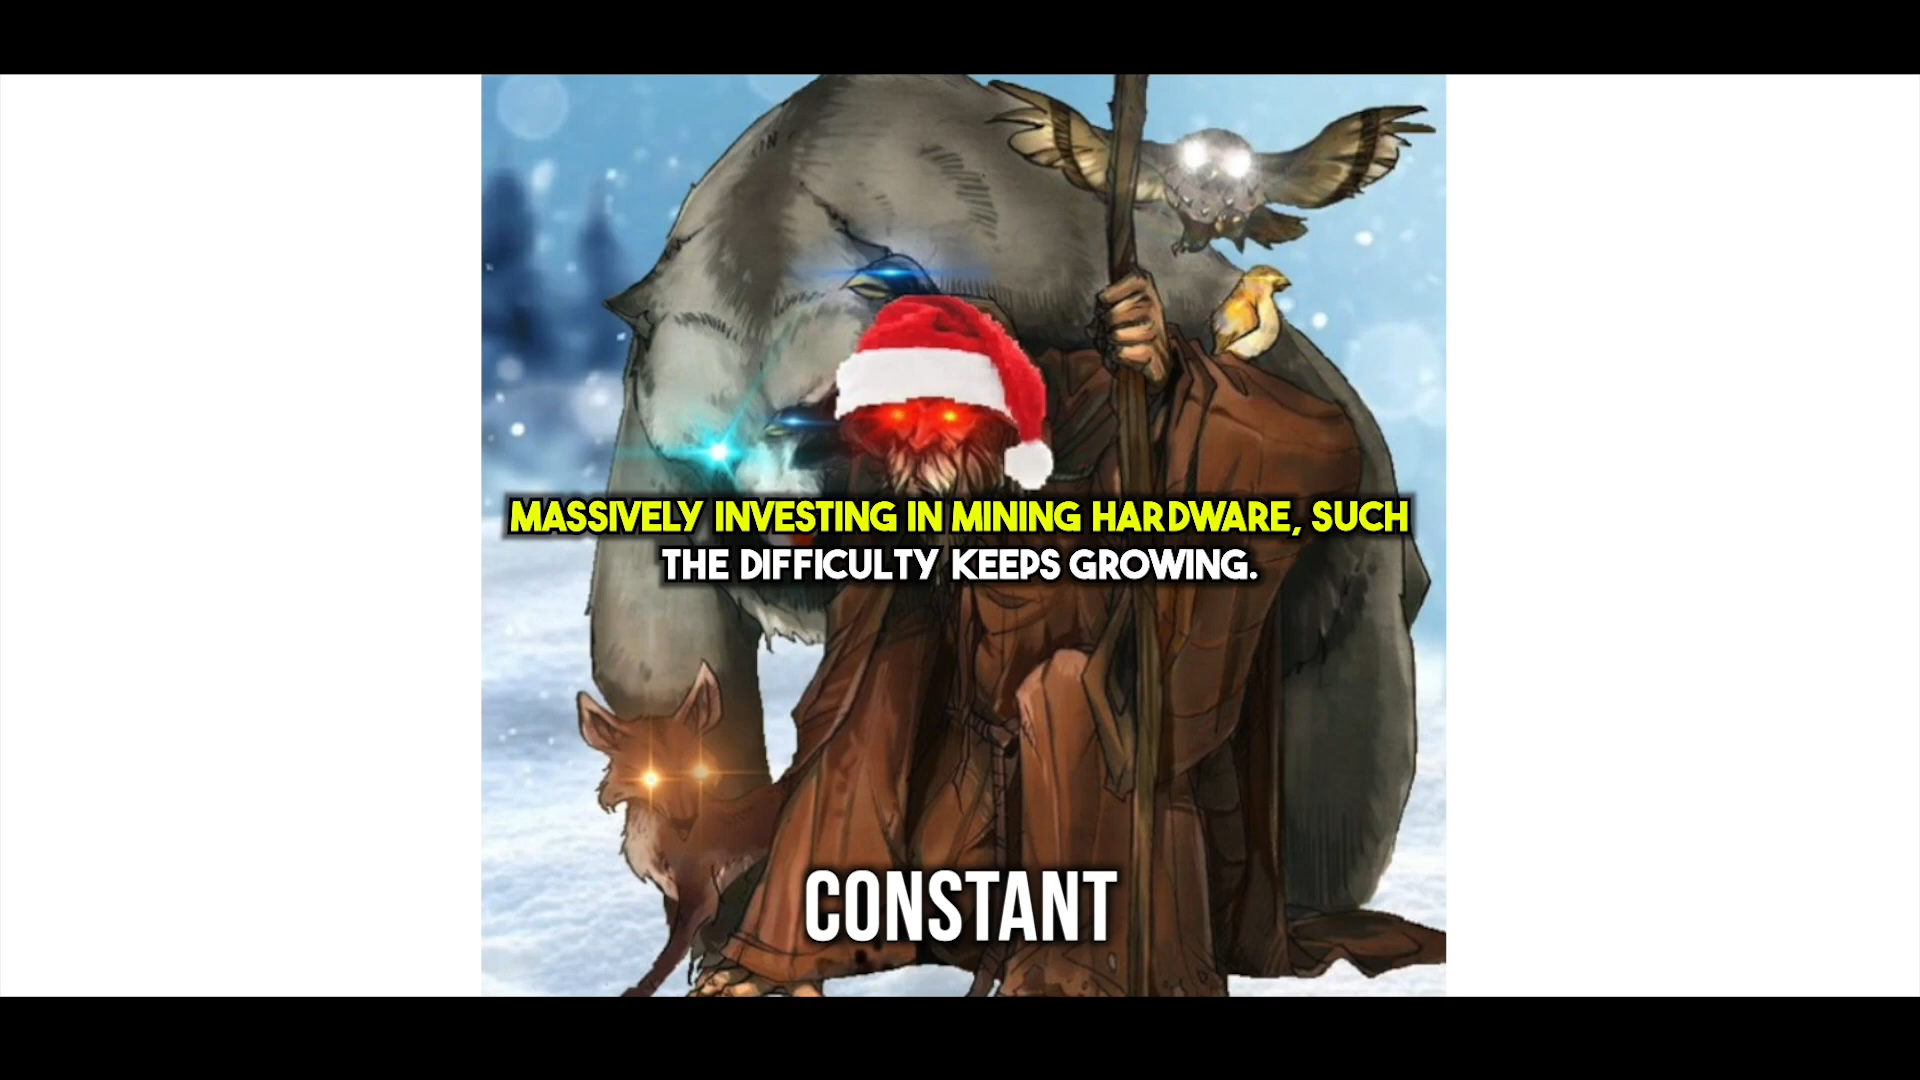 MASSIVELY INVESTING IN MINING HARDWARE, SUCH
THE DIFFICULTY KEEPS GROWING.
CONSTANT